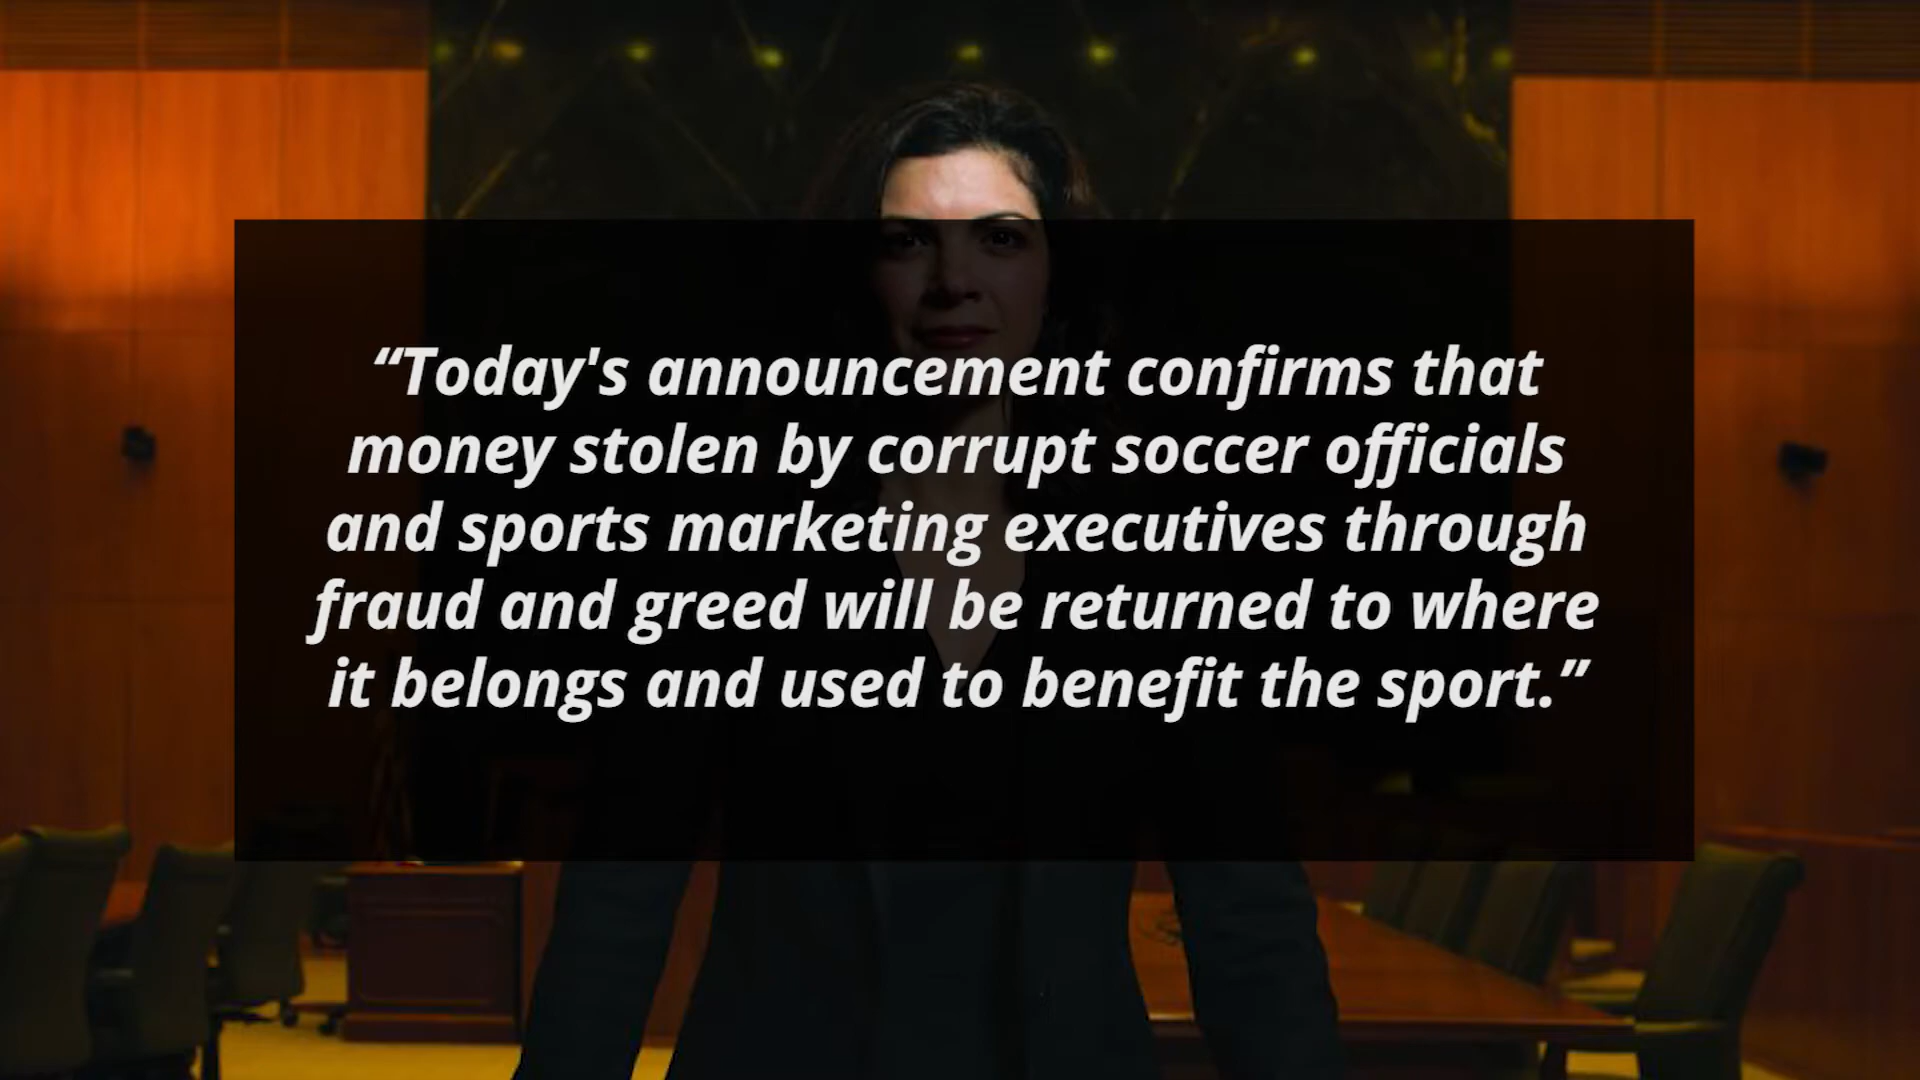 “Today's announcement confirms that
money stolen by corrupt soccer officials
and sports marketing executives through
fraud and greed will be returned to where
it belongs and used to benefit the sport.”